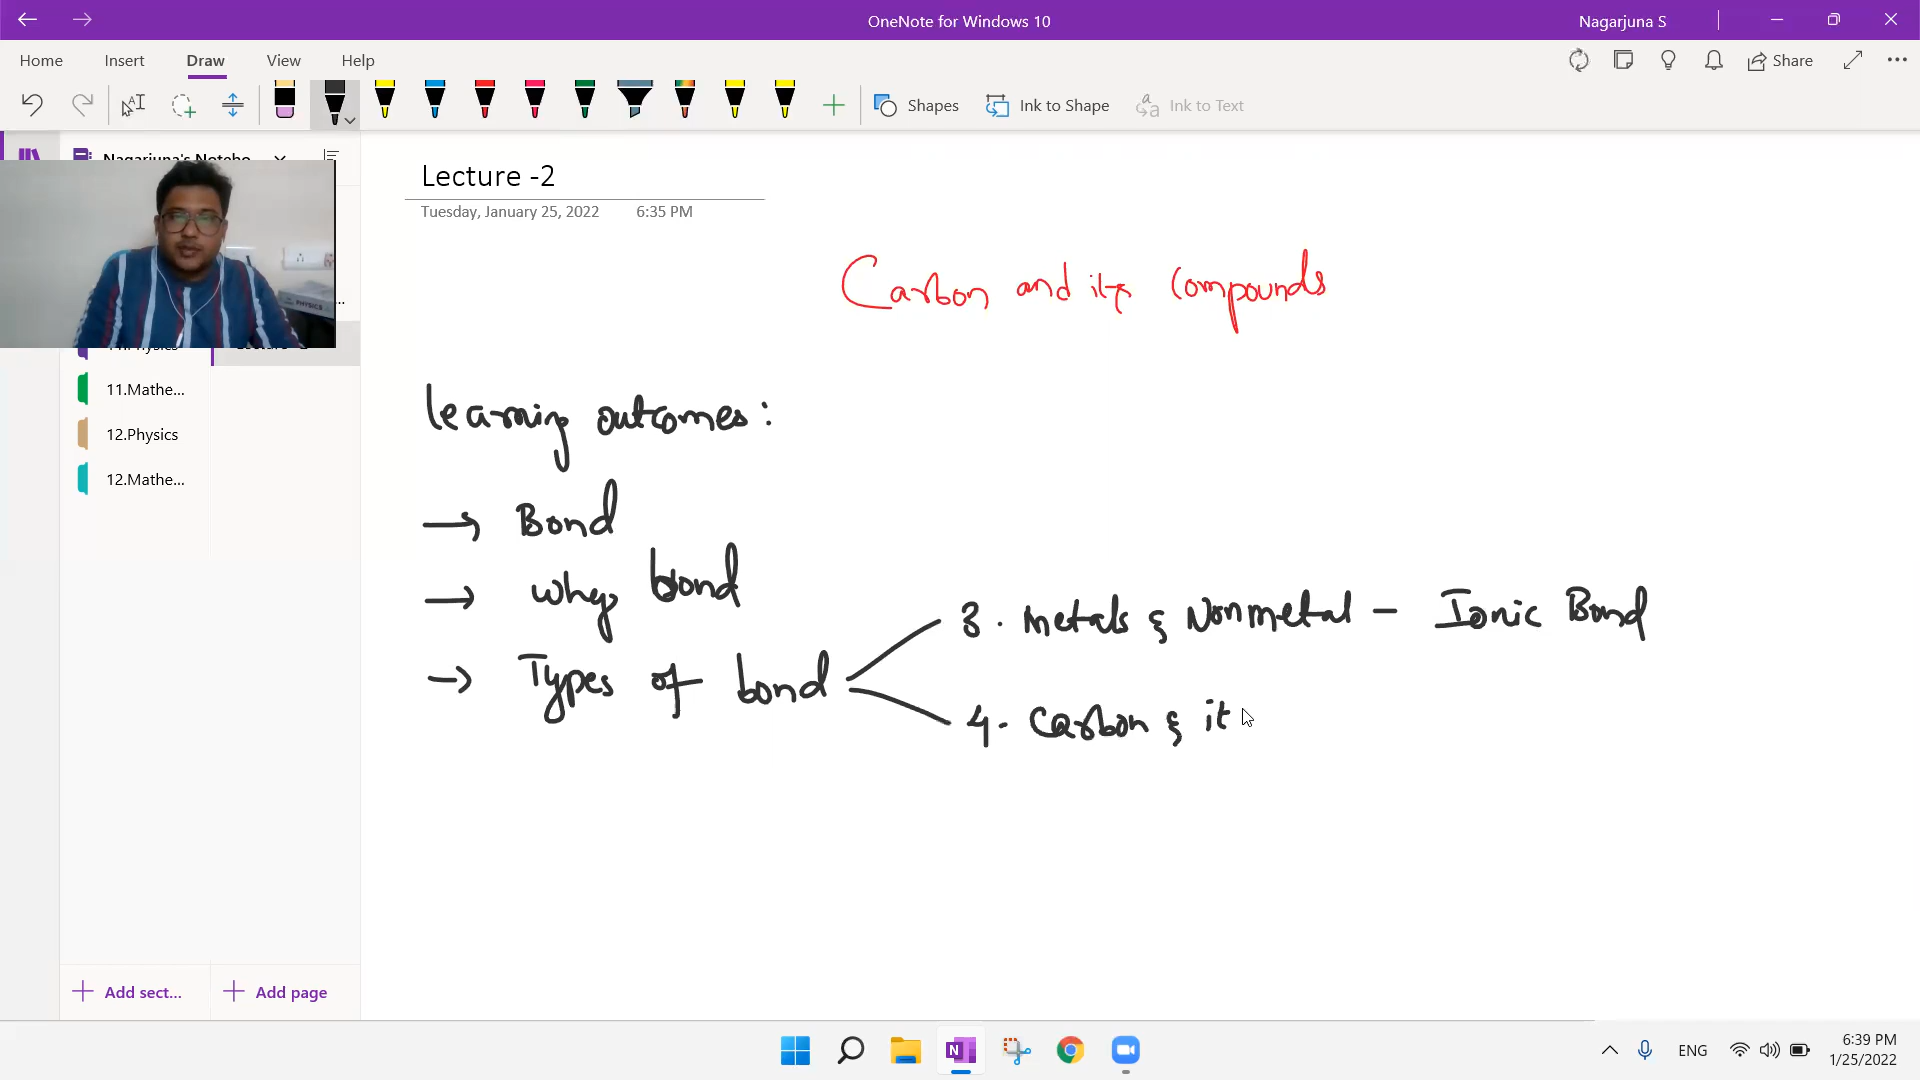 OneNote for Windows 10
Nagarjuna S
Home Insert Draw View Help
Share
Shapes Ink to Shape Ink to Text
Nagarjuna's Notebo
Lecture -2
Tuesday, January 25, 2022 6:35 PM
PHYSICS
...
Carbon and its compounds
11.Mathe...
12.Physics
12.Mathe...
learning outcomes:
→ Bond
→ why bond
→ Types of bond
3. Metals & Nonmetal - Ionic Bond
4. Carbon & it
Add sect...
Add page
ENG
6:39 PM
1/25/2022